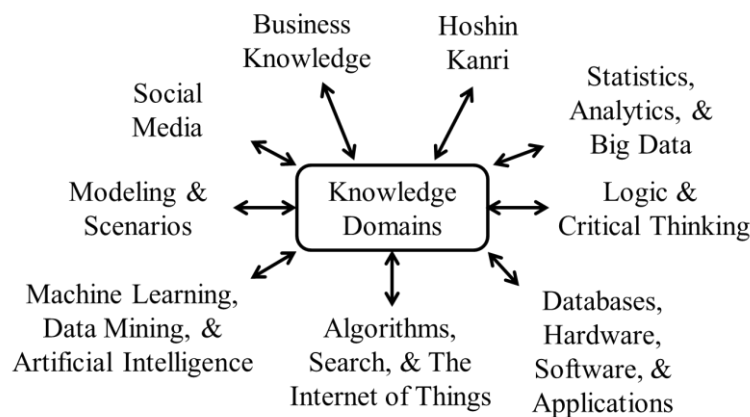 Business
Knowledge
Hoshin
Kanri
Statistics,
Analytics, &
Big Data
Social
Media
Modeling &
Scenarios
Knowledge
Domains
Logic &
Critical Thinking
Machine Learning,
Data Mining, &
Artificial Intelligence
Algorithms,
Search, & The
Internet of Things
Databases,
Hardware,
Software, &
Applications